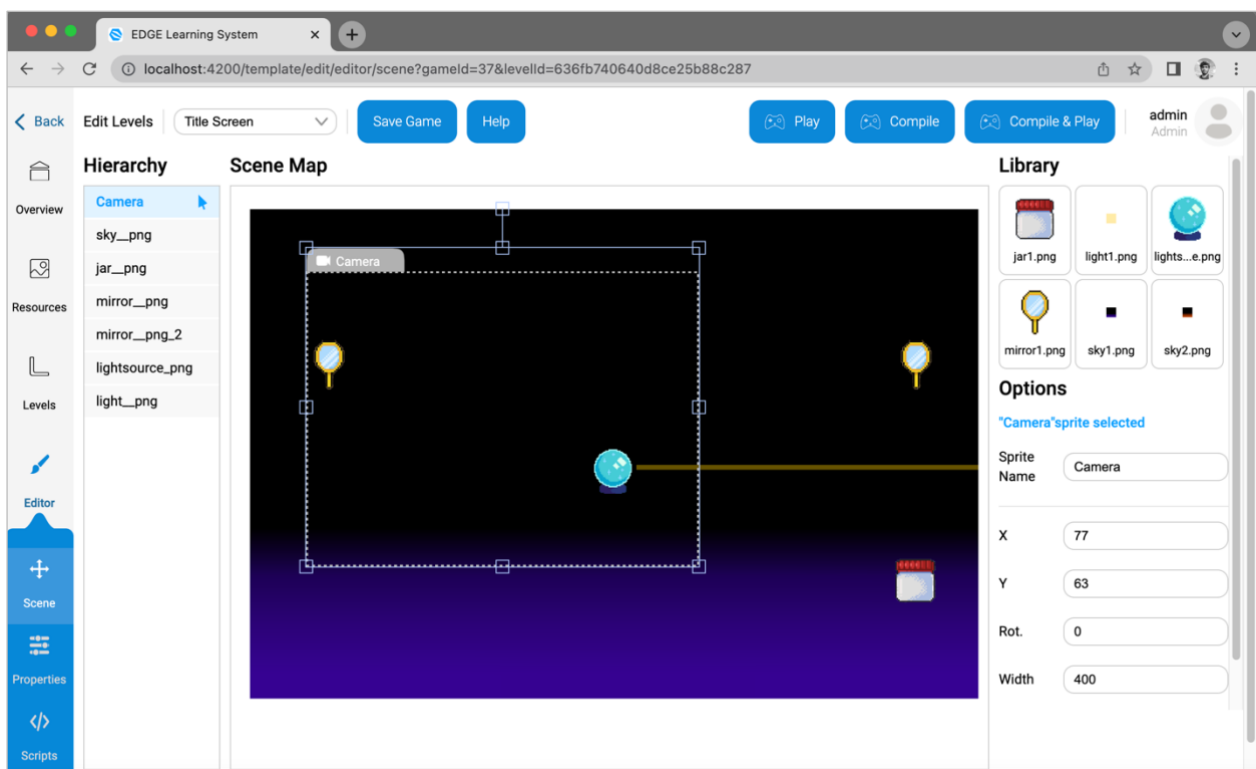 EDGE Learning System
localhost:4200/template/edit/editor/scene?gameId=37&levelId=636fb740640d8ce25b88c287
Back
Edit Levels
Title Screen
Save Game
Help
Play
Compile
Compile & Play
admin
Admin
Overview
Resources
Levels
Editor
Scene
Properties
Scripts
Hierarchy
Camera
sky__png
jar__png
mirror__png
mirror__png_2
lightsource_png
light__png
Scene Map
Camera
Library
jar1.png
light1.png
lights...e.png
mirror1.png
sky1.png
sky2.png
Options
"Camera"sprite selected
Sprite
Name
Camera
X
77
Y
63
Rot.
0
Width
400